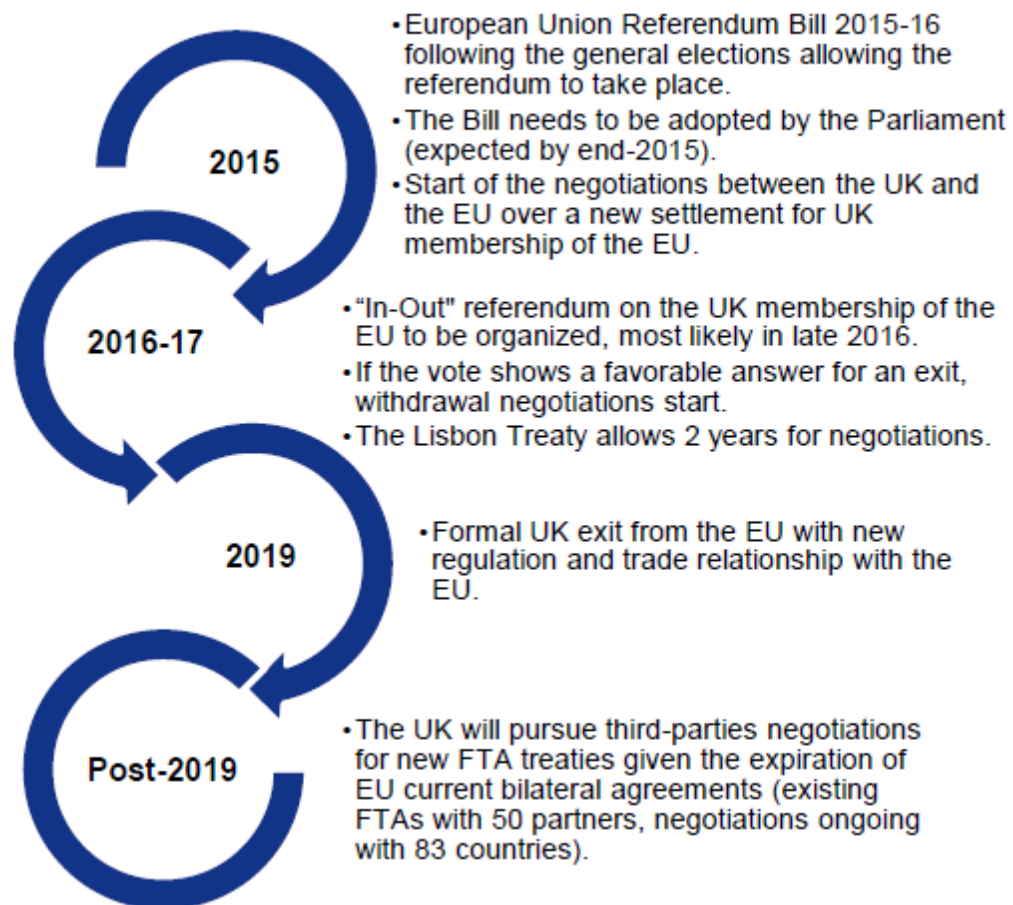 •European Union Referendum Bill 2015-16
following the general elections allowing the
referendum to take place.
•The Bill needs to be adopted by the Parliament
(expected by end-2015).
•Start of the negotiations between the UK and
the EU over a new settlement for UK
membership of the EU.
2015
•“In-Out" referendum on the UK membership of the
EU to be organized, most likely in late 2016.
•If the vote shows a favorable answer for an exit,
withdrawal negotiations start.
•The Lisbon Treaty allows 2 years for negotiations.
2016-17
•Formal UK exit from the EU with new
regulation and trade relationship with the
EU.
2019
•The UK will pursue third-parties negotiations
for new FTA treaties given the expiration of
EU current bilateral agreements (existing
FTAs with 50 partners, negotiations ongoing
with 83 countries).
Post-2019